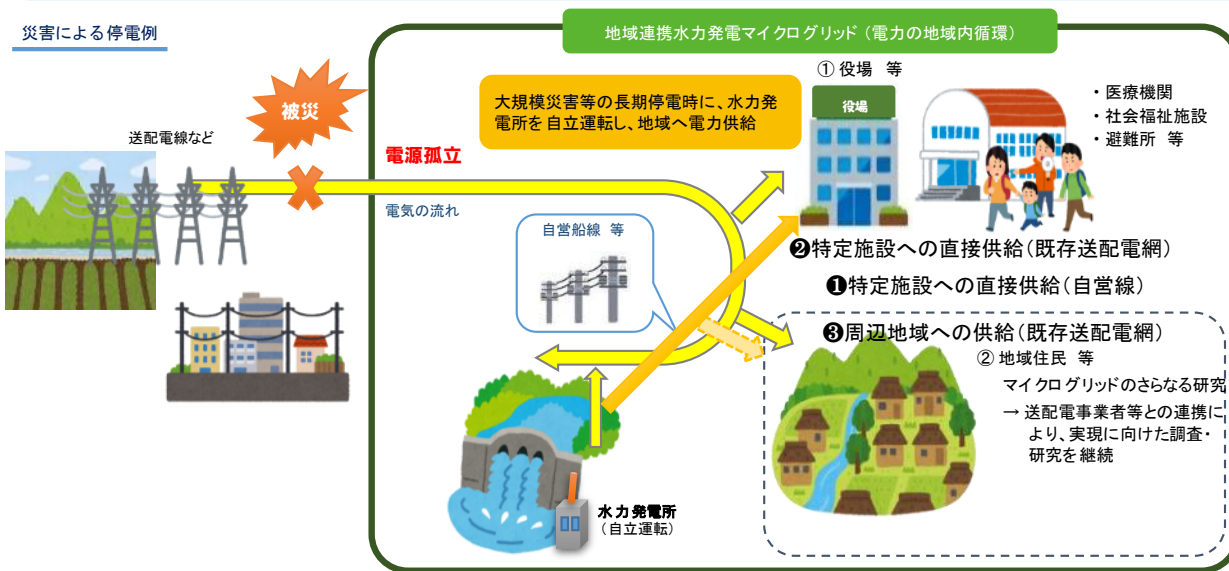 災害による停電例
地域連携水力発電マイクログリッド（電力の地域内循環）
被災
送配電線など
大規模災害等の長期停電時に、水力発
電所を自立運転し、地域へ電力供給
① 役場　等
役場
・医療機関
・社会福祉施設
・避難所　等
電源孤立
電気の流れ
自営船線　等
❷特定施設への直接供給（既存送配電網）
❶特定施設への直接供給（自営線）
❸周辺地域への供給（既存送配電網）
② 地域住民　等
マイクログリッドのさらなる研究
→ 送配電事業者等との連携に
より、実現に向けた調査・
研究を継続
水力発電所
（自立運転）